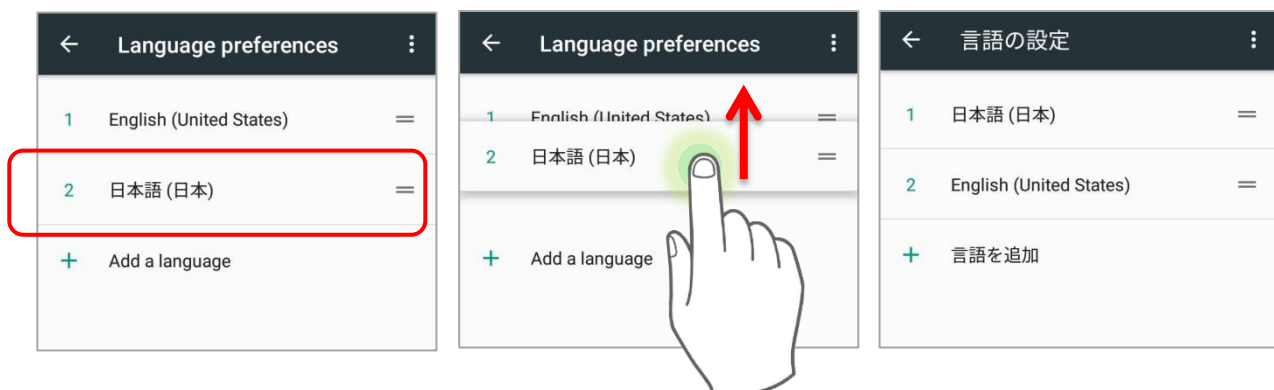 Language preferences
1 English (United States)
2 日本語 (日本)
+ Add a language
Language preferences
1 English (United States)
2 日本語 (日本)
+ Add a language
言語の設定
1 日本語 (日本)
2 English (United States)
+ 言語を追加